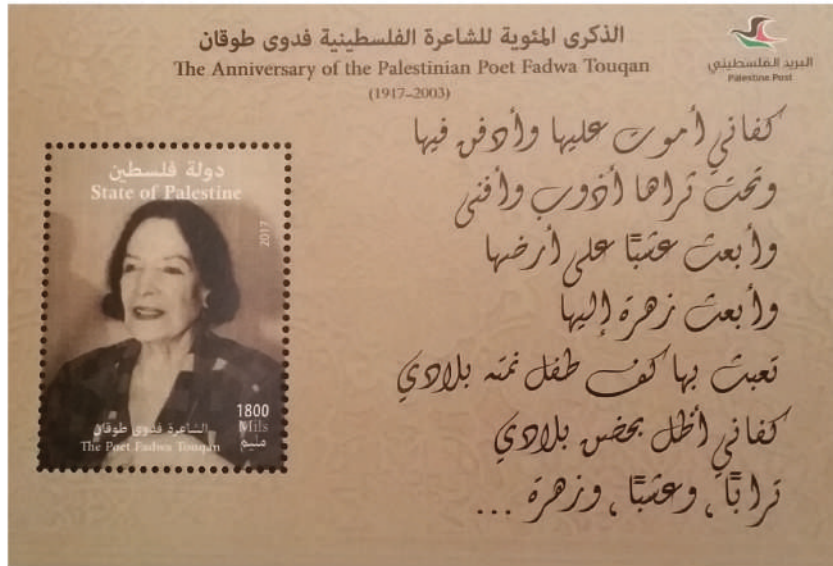 الذكرى المئوية للشاعرة الفلسطينية فدوى طوقان
The Anniversary of the Palestinian Poet Fadwa Touqan
(1917–2003)
البريد الفلسطيني
Palestine Post
دولة فلسطين
State of Palestine
2017
1800
Mils
مليم
الشاعرة فدوى طوقان
The Poet Fadwa Touqan
كفاني أموت عليها وأدفن فيها
وتحت ثراها أذوب وأفنى
وأبعث عشبًا على أرضها
وأبعث زهرة إليها
تعبث بها كف طفل نمته بلادي
كفاني أظل بحضن بلادي
ترابًا، وعشبًا، وزهرة ...